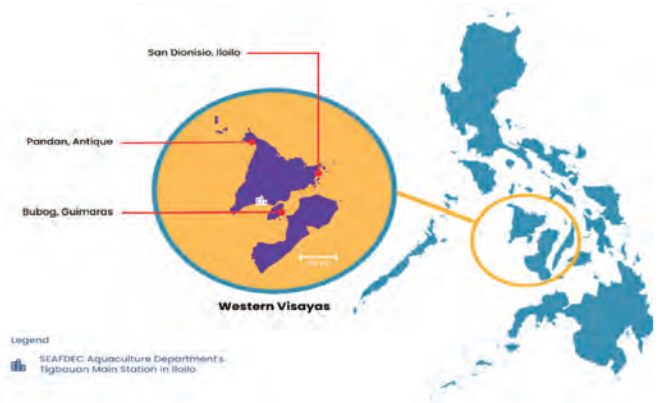 San Dionisio, Iloilo
Pandan, Antique
Bubog, Guimaras
Western Visayas
Legend
SEAFDEC Aquaculture Department's
Tigbauan Main Station in Iloilo